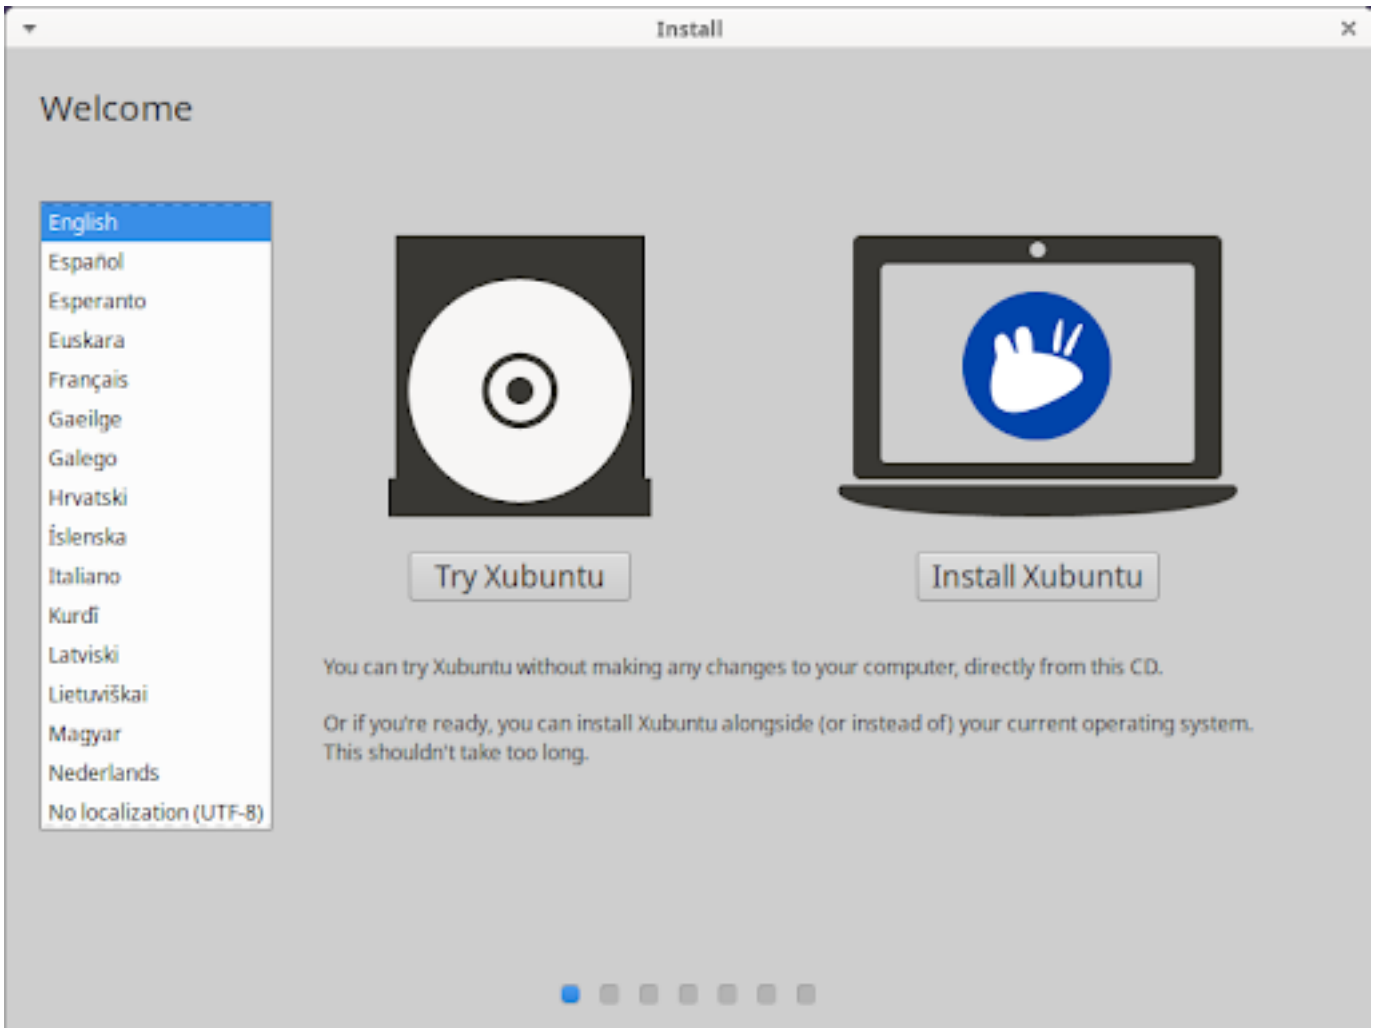 Install
Welcome
English
Español
Esperanto
Euskara
Français
Gaeilge
Galego
Hrvatski
Íslenska
Italiano
Kurdî
Latviski
Lietuviškai
Magyar
Nederlands
No localization (UTF-8)
Try Xubuntu
Install Xubuntu
You can try Xubuntu without making any changes to your computer, directly from this CD.
Or if you're ready, you can install Xubuntu alongside (or instead of) your current operating system.
This shouldn't take too long.